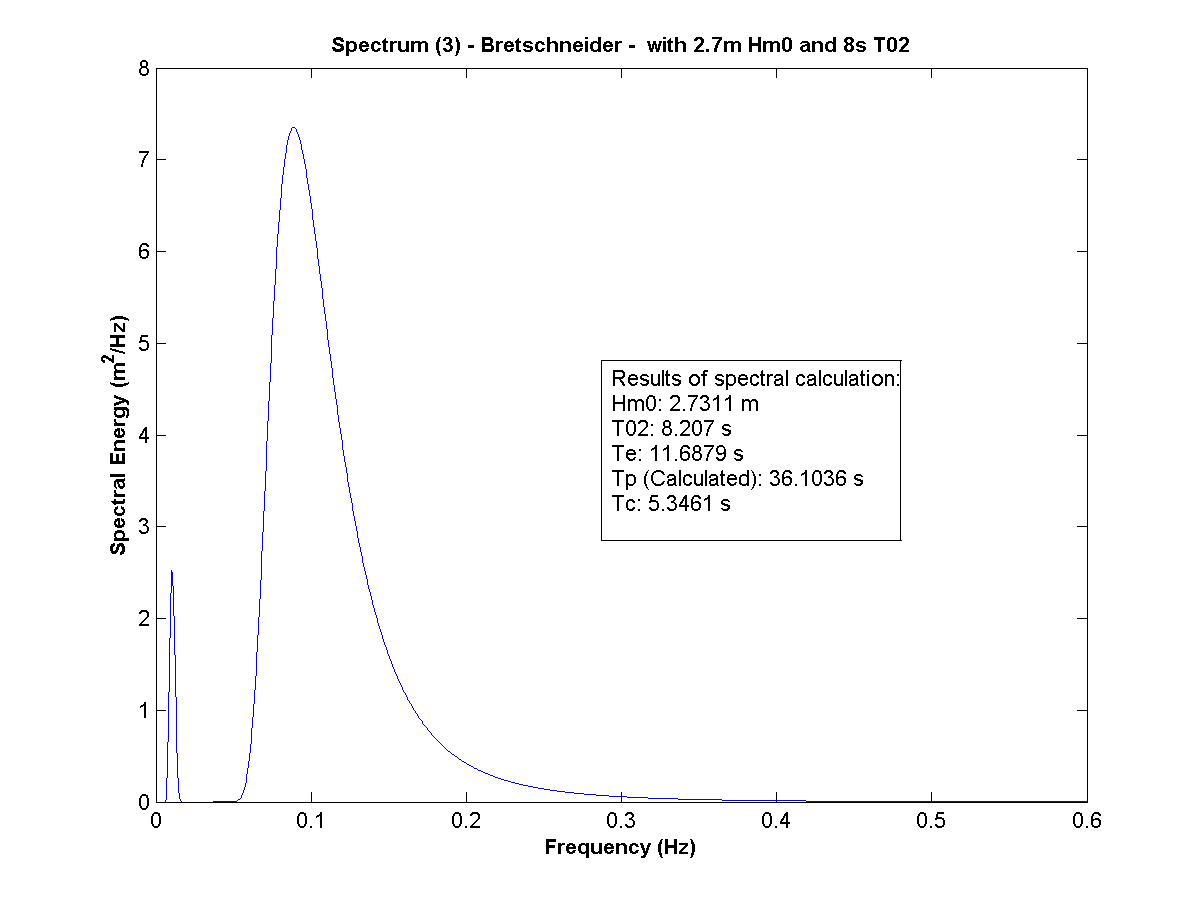 Spectrum (3) - Bretschneider - with 2.7m Hm0 and 8s T02
8
7
6
5
4
3
2
1
0
Spectral Energy (m²/Hz)
Results of spectral calculation:
Hm0: 2.7311 m
T02: 8.207 s
Te: 11.6879 s
Tp (Calculated): 36.1036 s
Tc: 5.3461 s
0 0.1 0.2 0.3 0.4 0.5 0.6
Frequency (Hz)